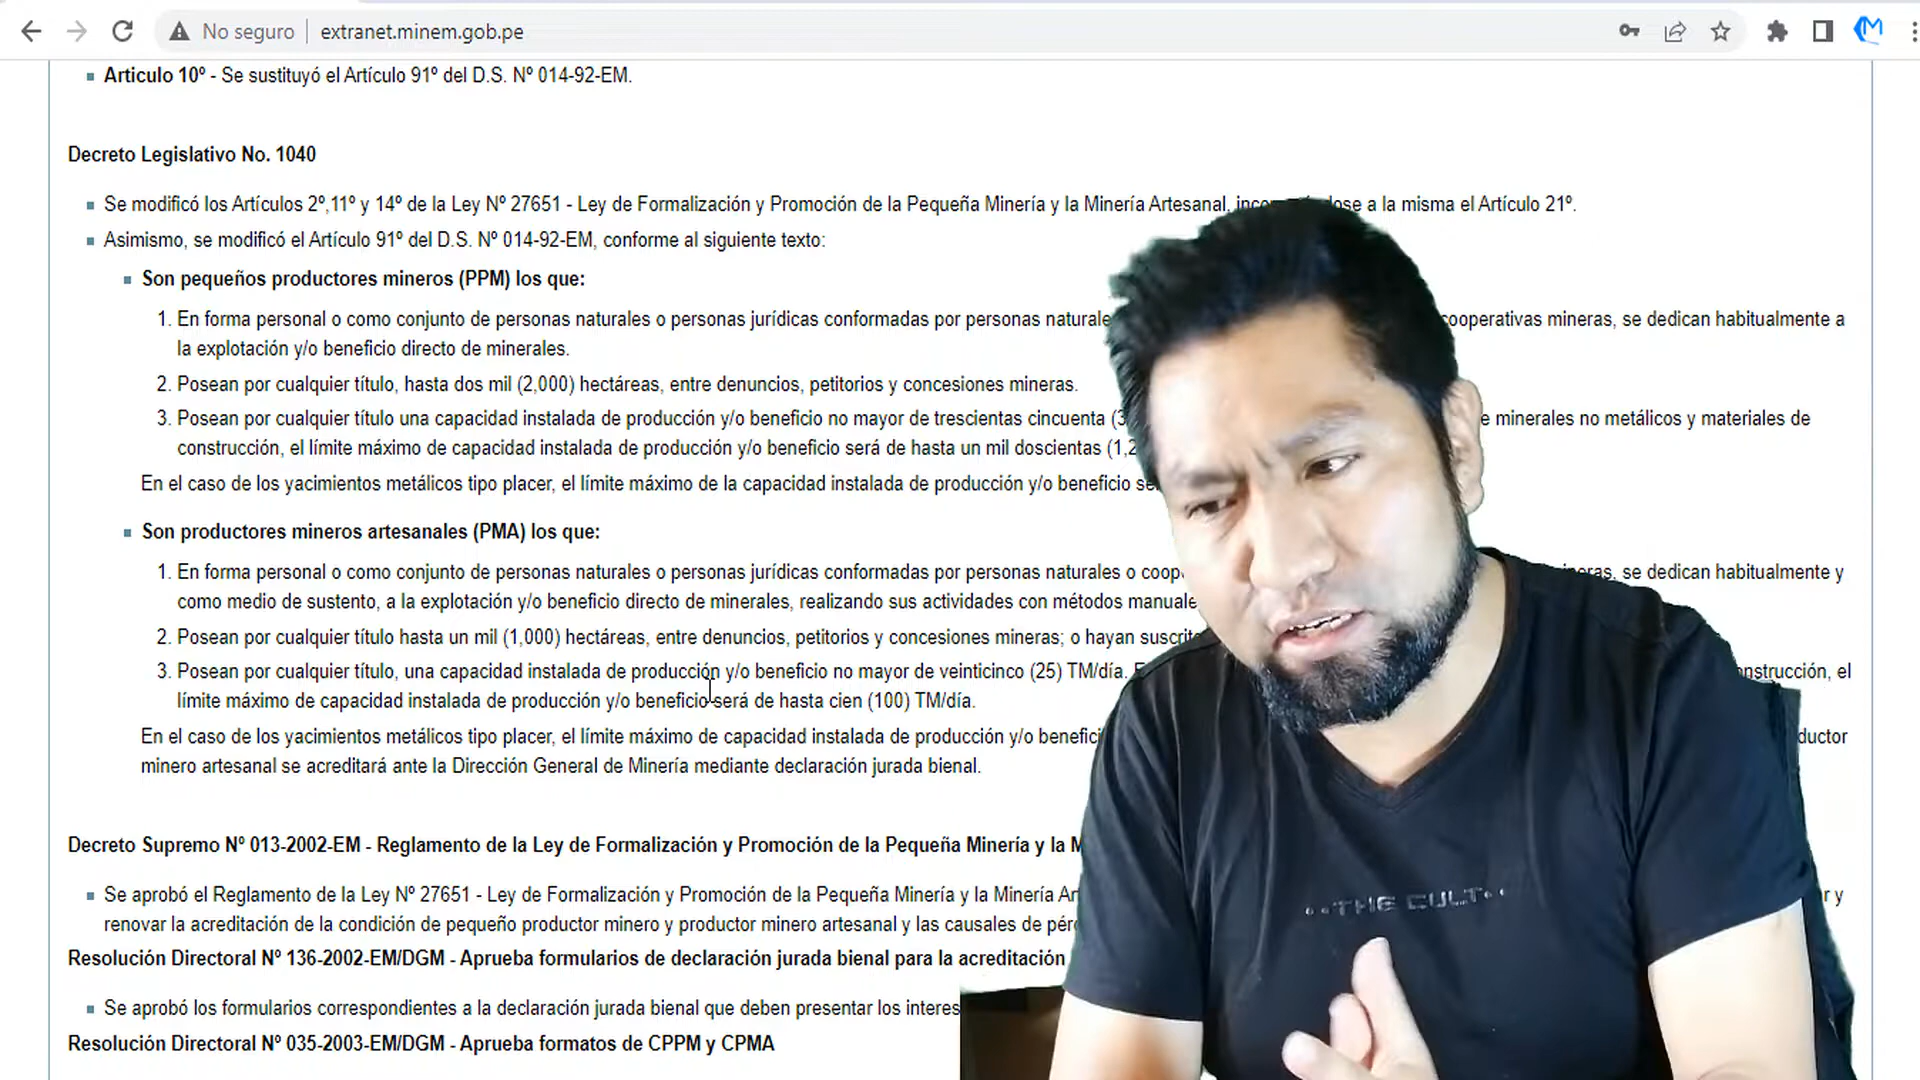 No seguro extranet.minem.gob.pe
Articulo 10º - Se sustituyó el Artículo 91º del D.S. Nº 014-92-EM.
Decreto Legislativo No. 1040
Se modificó los Artículos 2º,11º y 14º de la Ley Nº 27651 - Ley de Formalización y Promoción de la Pequeña Minería y la Minería Artesanal, a la misma el Artículo 21º.
Asimismo, se modificó el Artículo 91º del D.S. Nº 014-92-EM, conforme al siguiente texto:
Son pequeños productores mineros (PPM) los que:
1. En forma personal o como conjunto de personas naturales o personas jurídicas conformadas por personas cooperativas mineras, se dedican habitualmente a
la explotación y/o beneficio directo de minerales.
2. Posean por cualquier título, hasta dos mil (2,000) hectáreas, entre denuncios, petitorios y concesiones mineras.
3. Posean por cualquier título una capacidad instalada de producción y/o beneficio no mayor de trescientas cincuenta minerales no metálicos y materiales de
construcción, el límite máximo de capacidad instalada de producción y/o beneficio será de hasta un mil doscientas
En el caso de los yacimientos metálicos tipo placer, el límite máximo de la capacidad instalada de producción y/o beneficio
Son productores mineros artesanales (PMA) los que:
1. En forma personal o como conjunto de personas naturales o personas jurídicas conformadas por personas naturales o se dedican habitualmente y
como medio de sustento, a la explotación y/o beneficio directo de minerales, realizando sus actividades con métodos
2. Posean por cualquier título hasta un mil (1,000) hectáreas, entre denuncios, petitorios y concesiones mineras; o hayan
3. Posean por cualquier título, una capacidad instalada de producción y/o beneficio no mayor de veinticinco (25) TM/día. el
límite máximo de capacidad instalada de producción y/o beneficio será de hasta cien (100) TM/día.
En el caso de los yacimientos metálicos tipo placer, el límite máximo de capacidad instalada de producción y/o
minero artesanal se acreditará ante la Dirección General de Minería mediante declaración jurada bienal.
Decreto Supremo Nº 013-2002-EM - Reglamento de la Ley de Formalización y Promoción de la Pequeña Minería y la
Se aprobó el Reglamento de la Ley Nº 27651 - Ley de Formalización y Promoción de la Pequeña Minería y la Minería y
renovar la acreditación de la condición de pequeño productor minero y productor minero artesanal y las causales de
Resolución Directoral Nº 136-2002-EM/DGM - Aprueba formularios de declaración jurada bienal para la acreditación
Se aprobó los formularios correspondientes a la declaración jurada bienal que deben presentar los
Resolución Directoral Nº 035-2003-EM/DGM - Aprueba formatos de CPPM y CPMA
THE CULT